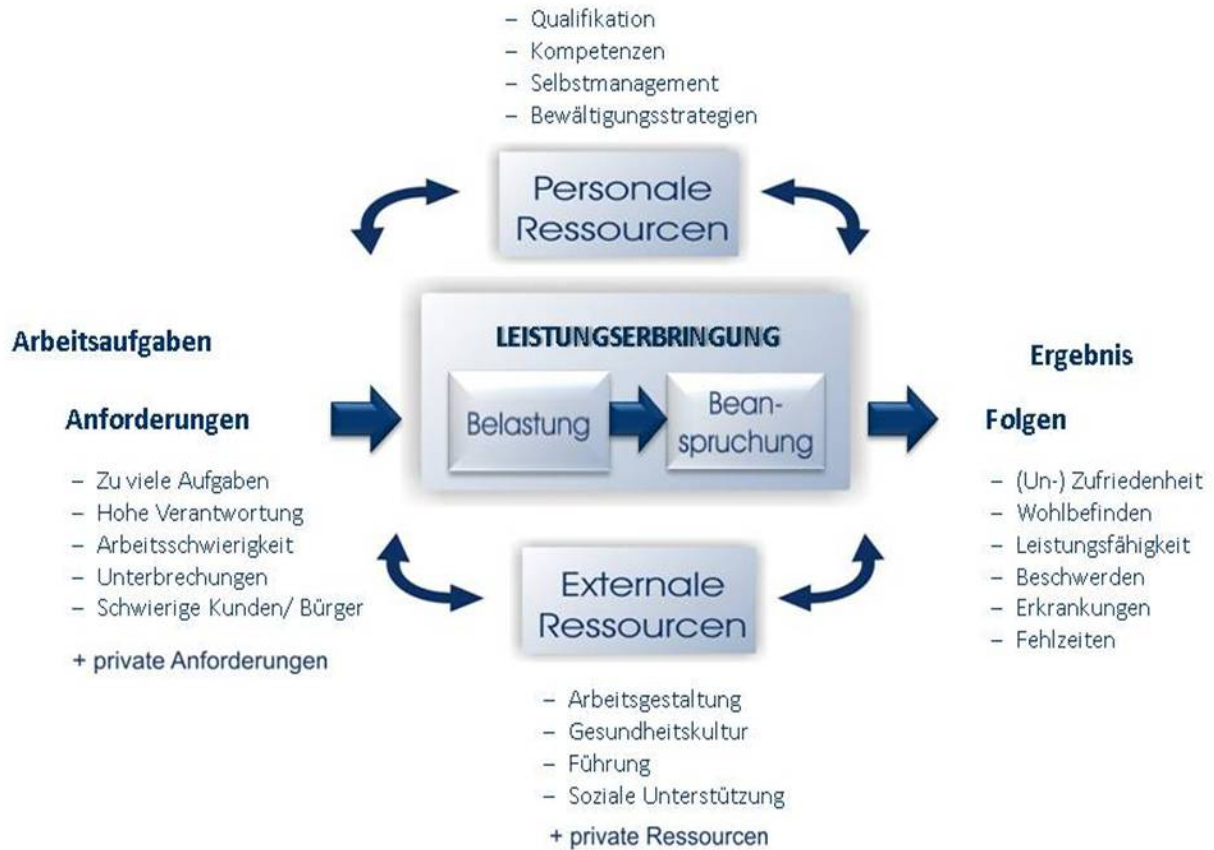 – Qualifikation
– Kompetenzen
– Selbstmanagement
– Bewältigungsstrategien
Personale
Ressourcen
Arbeitsaufgaben
Anforderungen
– Zu viele Aufgaben
– Hohe Verantwortung
– Arbeitsschwierigkeit
– Unterbrechungen
– Schwierige Kunden/ Bürger
+ private Anforderungen
LEISTUNGSERBRINGUNG
Belastung
Bean-
spruchung
Ergebnis
Folgen
– (Un-) Zufriedenheit
– Wohlbefinden
– Leistungsfähigkeit
– Beschwerden
– Erkrankungen
– Fehlzeiten
Externale
Ressourcen
– Arbeitsgestaltung
– Gesundheitskultur
– Führung
– Soziale Unterstützung
+ private Ressourcen